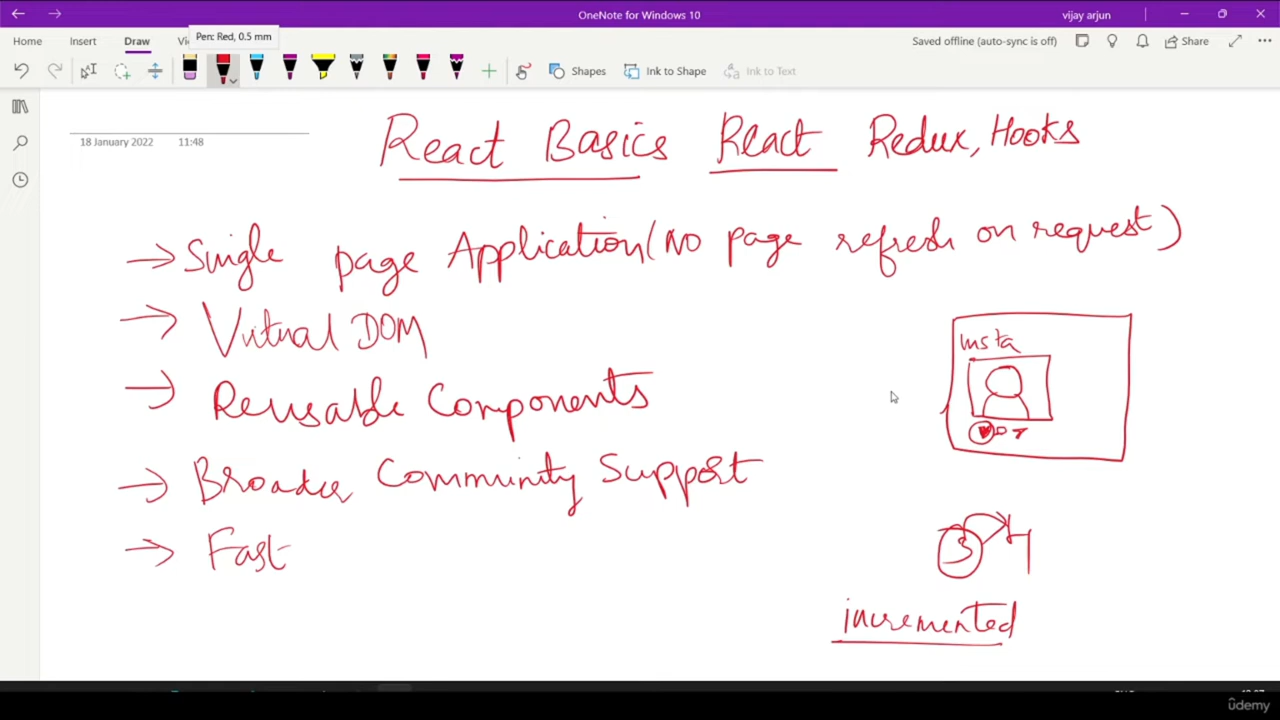 OneNote for Windows 10
vijay arjun
Pen: Red, 0.5 mm
Home Insert Draw
Saved offline (auto-sync is off) Share
Shapes Ink to Shape Ink to Text
18 January 2022 11:48
React Basics React Redux, Hooks
→ Single page Application (No page refresh on request)
→ Virtual DOM
→ Reusable Components
→ Broader Community Support
→ Fast
insta
3 4
incremented
ûdemy